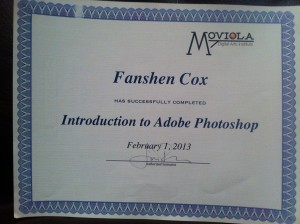 MOVIOLA
Fanshen Cox
HAS SUCCESSFULLY COMPLETED
Introduction to Adobe Photoshop
February 1, 2013